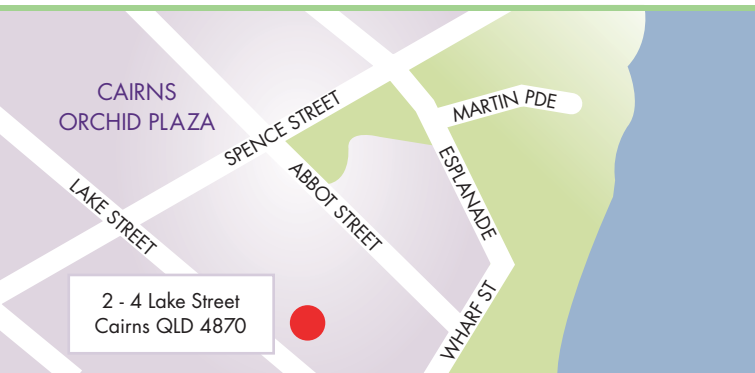 CAIRNS
ORCHID PLAZA
SPENCE STREET
MARTIN PDE
ESPLANADE
ABBOT STREET
LAKE STREET
2 - 4 Lake Street
Cairns QLD 4870
WHARF ST